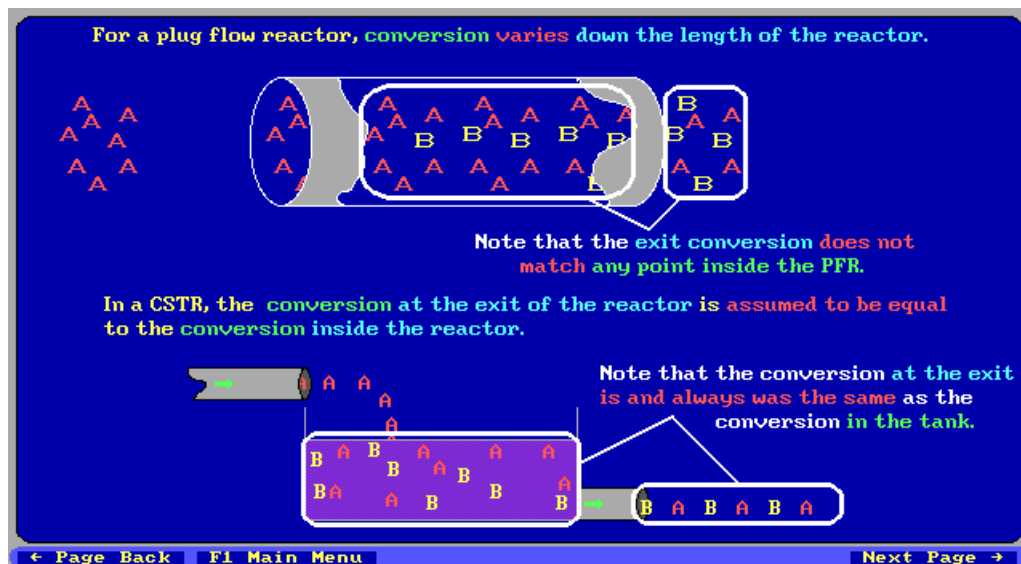 For a plug flow reactor, conversion varies down the length of the reactor.
A A A A A A A
A A A A A A
A A A A A A A A A A A A A A A A
B B B B B B
B A A B B A A B
Note that the exit conversion does not
match any point inside the PFR.
In a CSTR, the conversion at the exit of the reactor is assumed to be equal
to the conversion inside the reactor.
→ A A A A A A
Note that the conversion at the exit
is and always was the same as the
conversion in the tank.
B A B A A A
B A B A
B A A B B B
→ B A B A B A
← Page Back F1 Main Menu Next Page →